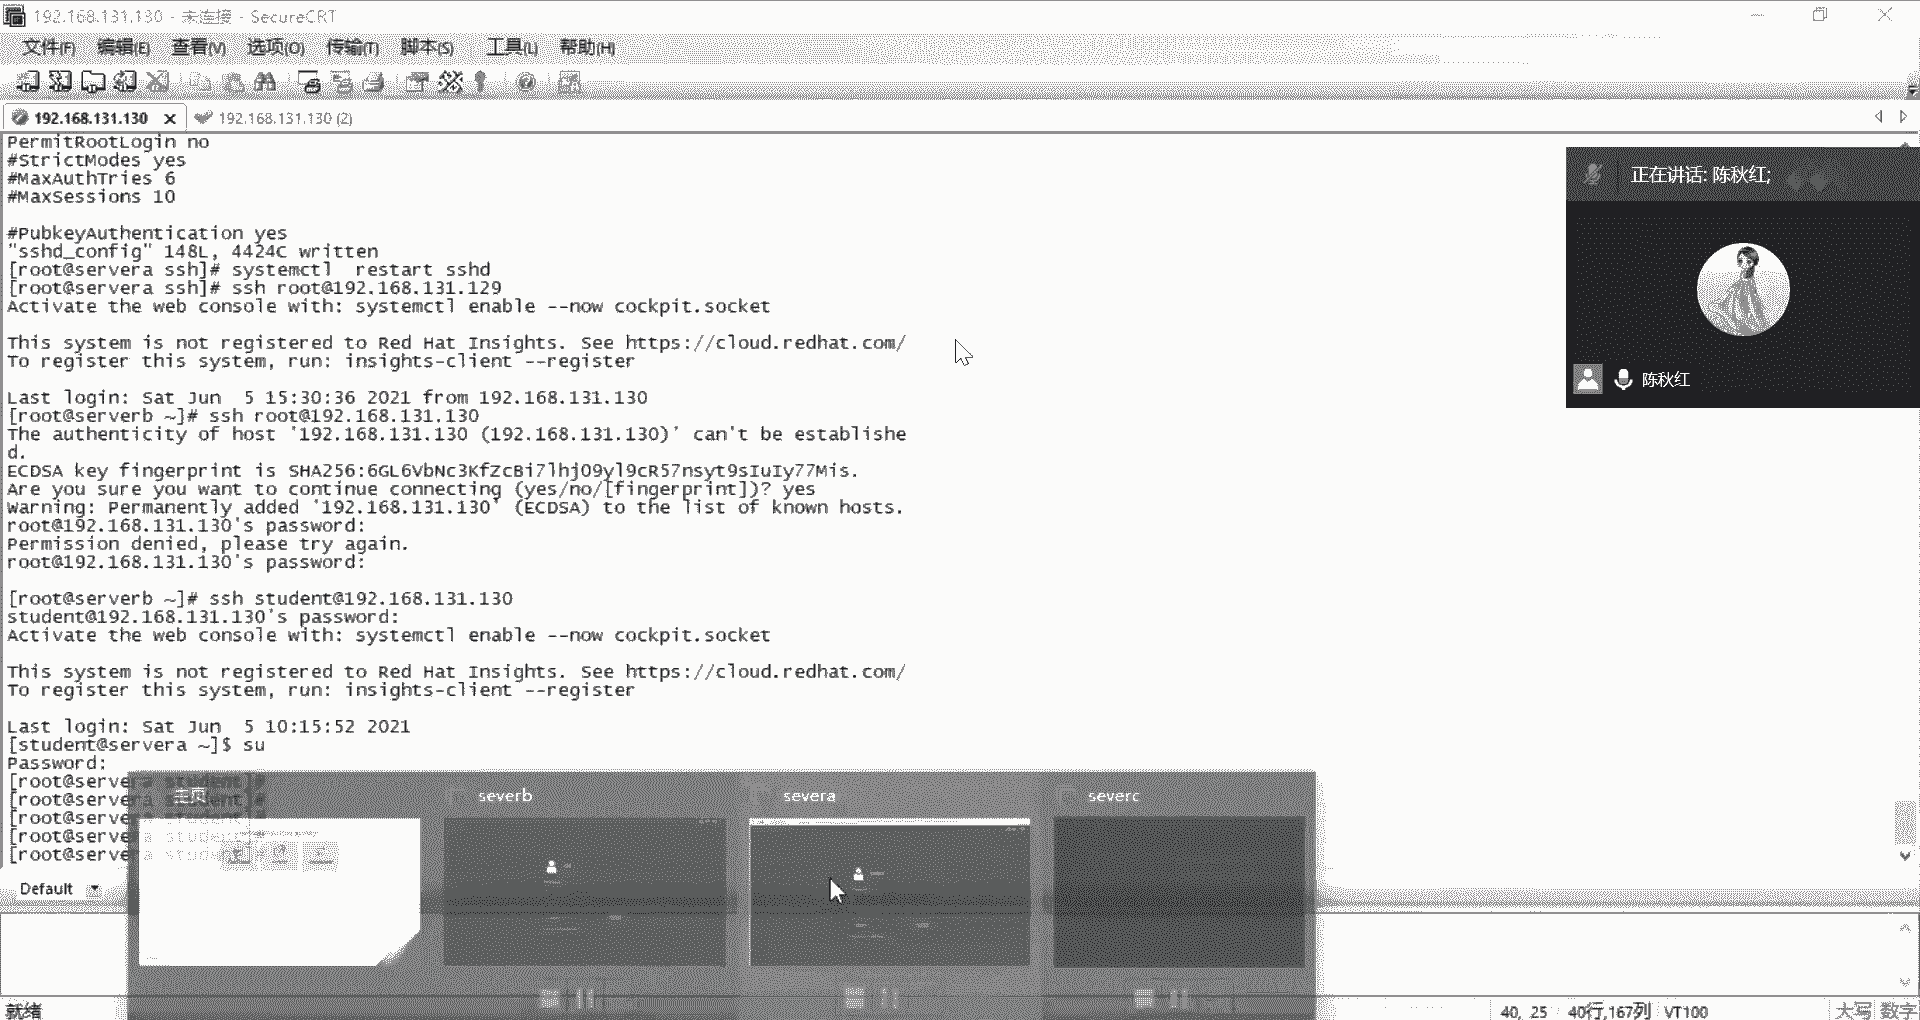 192.168.131.130 - 未连接 - SecureCRT
文件(F) 编辑(E) 查看(V) 选项(O) 传输(T) 脚本(S) 工具(L) 帮助(H)
192.168.131.130 192.168.131.130 (2)
PermitRootLogin no
#StrictModes yes
#MaxAuthTries 6
#MaxSessions 10
#PubkeyAuthentication yes
"sshd_config" 148L, 4424C written
[root@servera ssh]# systemctl  restart sshd
[root@servera ssh]# ssh root@192.168.131.129
Activate the web console with: systemctl enable --now cockpit.socket
This system is not registered to Red Hat Insights. See https://cloud.redhat.com/
To register this system, run: insights-client --register
Last login: Sat Jun  5 15:30:36 2021 from 192.168.131.130
[root@serverb ~]# ssh root@192.168.131.130
The authenticity of host '192.168.131.130 (192.168.131.130)' can't be establishe
d.
ECDSA key fingerprint is SHA256:6GL6VbNc3KfZcBi7lhjO9yl9cR57nsyt9sIuIy77Mis.
Are you sure you want to continue connecting (yes/no/[fingerprint])? yes
Warning: Permanently added '192.168.131.130' (ECDSA) to the list of known hosts.
root@192.168.131.130's password:
Permission denied, please try again.
root@192.168.131.130's password:
[root@serverb ~]# ssh student@192.168.131.130
student@192.168.131.130's password:
Activate the web console with: systemctl enable --now cockpit.socket
This system is not registered to Red Hat Insights. See https://cloud.redhat.com/
To register this system, run: insights-client --register
Last login: Sat Jun  5 10:15:52 2021
[student@servera ~]$ su
Password:
[root@servera student]#
[root@servera student]#
[root@servera student]#
[root@servera student]#
[root@servera student]#
正在讲话: 陈秋红;
陈秋红
主页 severb severa severc
Default
就绪 40, 25 40行,167列 VT100 大写 数字